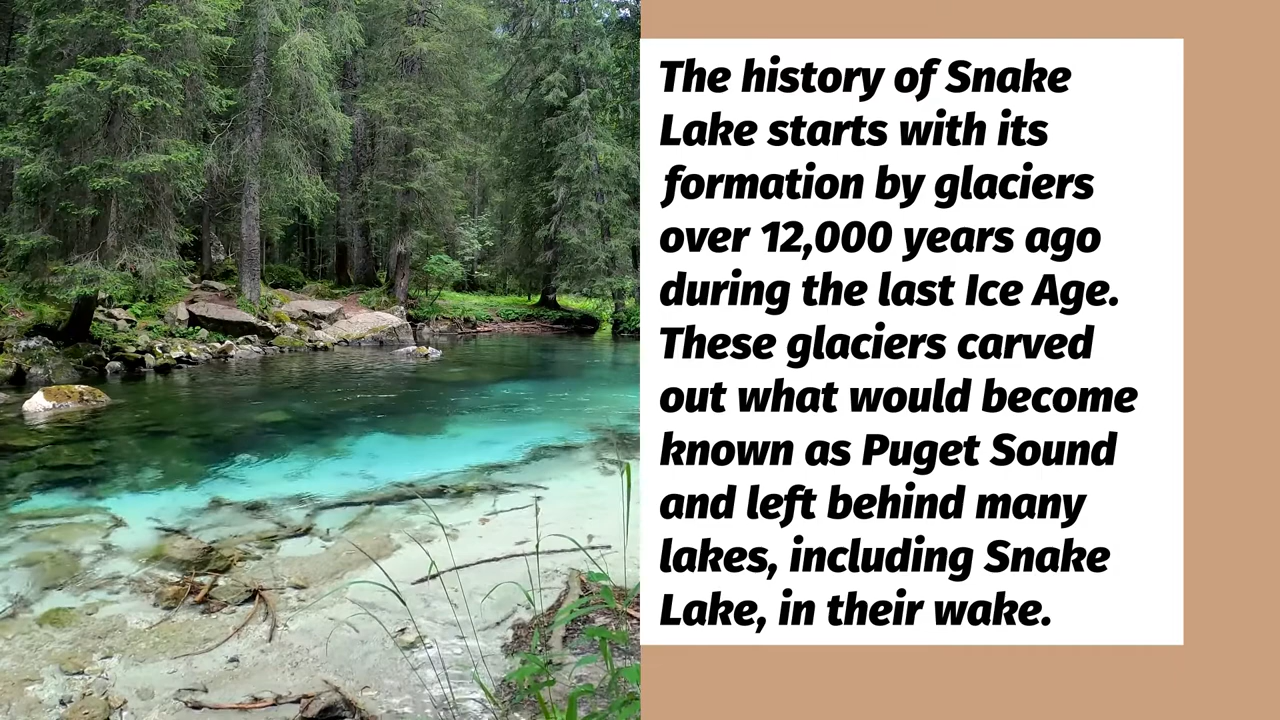 The history of Snake
Lake starts with its
formation by glaciers
over 12,000 years ago
during the last Ice Age.
These glaciers carved
out what would become
known as Puget Sound
and left behind many
lakes, including Snake
Lake, in their wake.